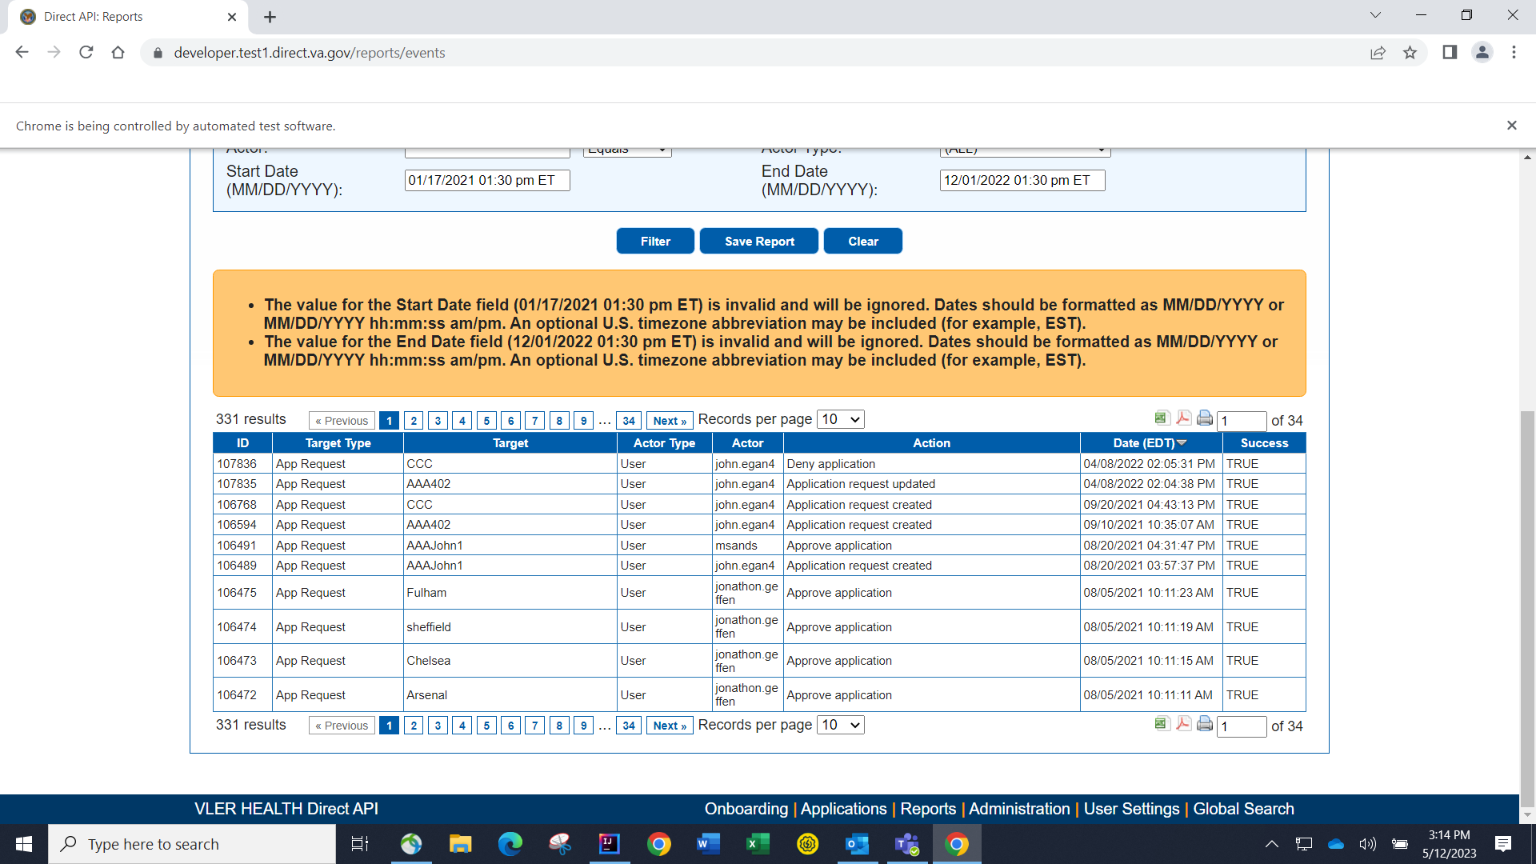 Direct API: Reports
developer.test1.direct.va.gov/reports/events
Chrome is being controlled by automated test software.
Actor: Equals Actor Type: (ALL)
Start Date (MM/DD/YYYY): 01/17/2021 01:30 pm ET End Date (MM/DD/YYYY): 12/01/2022 01:30 pm ET
Filter Save Report Clear
• The value for the Start Date field (01/17/2021 01:30 pm ET) is invalid and will be ignored. Dates should be formatted as MM/DD/YYYY or
MM/DD/YYYY hh:mm:ss am/pm. An optional U.S. timezone abbreviation may be included (for example, EST).
• The value for the End Date field (12/01/2022 01:30 pm ET) is invalid and will be ignored. Dates should be formatted as MM/DD/YYYY or
MM/DD/YYYY hh:mm:ss am/pm. An optional U.S. timezone abbreviation may be included (for example, EST).
331 results « Previous 1 2 3 4 5 6 7 8 9 ... 34 Next » Records per page 10 1 of 34
ID Target Type Target Actor Type Actor Action Date (EDT) Success
107836 App Request CCC User john.egan4 Deny application 04/08/2022 02:05:31 PM TRUE
107835 App Request AAA402 User john.egan4 Application request updated 04/08/2022 02:04:38 PM TRUE
106768 App Request CCC User john.egan4 Application request created 09/20/2021 04:43:13 PM TRUE
106594 App Request AAA402 User john.egan4 Application request created 09/10/2021 10:35:07 AM TRUE
106491 App Request AAAJohn1 User msands Approve application 08/20/2021 04:31:47 PM TRUE
106489 App Request AAAJohn1 User john.egan4 Application request created 08/20/2021 03:57:37 PM TRUE
106475 App Request Fulham User jonathon.geffen Approve application 08/05/2021 10:11:23 AM TRUE
106474 App Request sheffield User jonathon.geffen Approve application 08/05/2021 10:11:19 AM TRUE
106473 App Request Chelsea User jonathon.geffen Approve application 08/05/2021 10:11:15 AM TRUE
106472 App Request Arsenal User jonathon.geffen Approve application 08/05/2021 10:11:11 AM TRUE
331 results « Previous 1 2 3 4 5 6 7 8 9 ... 34 Next » Records per page 10 1 of 34
VLER HEALTH Direct API Onboarding | Applications | Reports | Administration | User Settings | Global Search
Type here to search
3:14 PM
5/12/2023